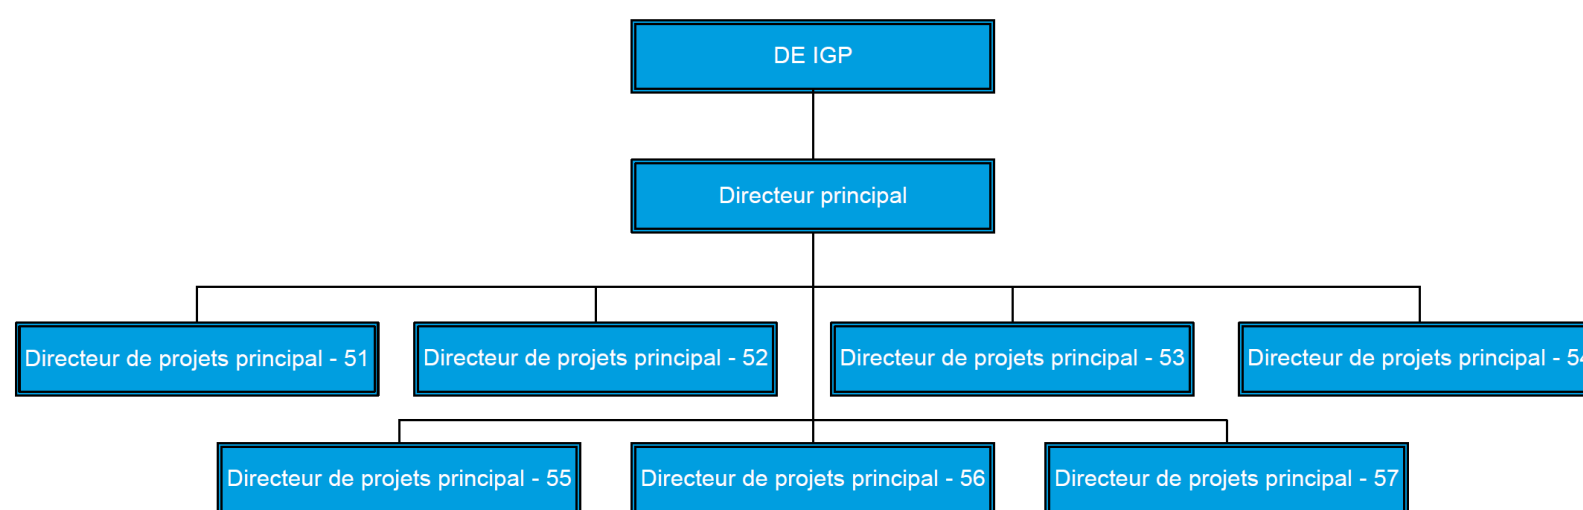 DE IGP
Directeur principal
Directeur de projets principal - 51
Directeur de projets principal - 52
Directeur de projets principal - 53
Directeur de projets principal - 54
Directeur de projets principal - 55
Directeur de projets principal - 56
Directeur de projets principal - 57